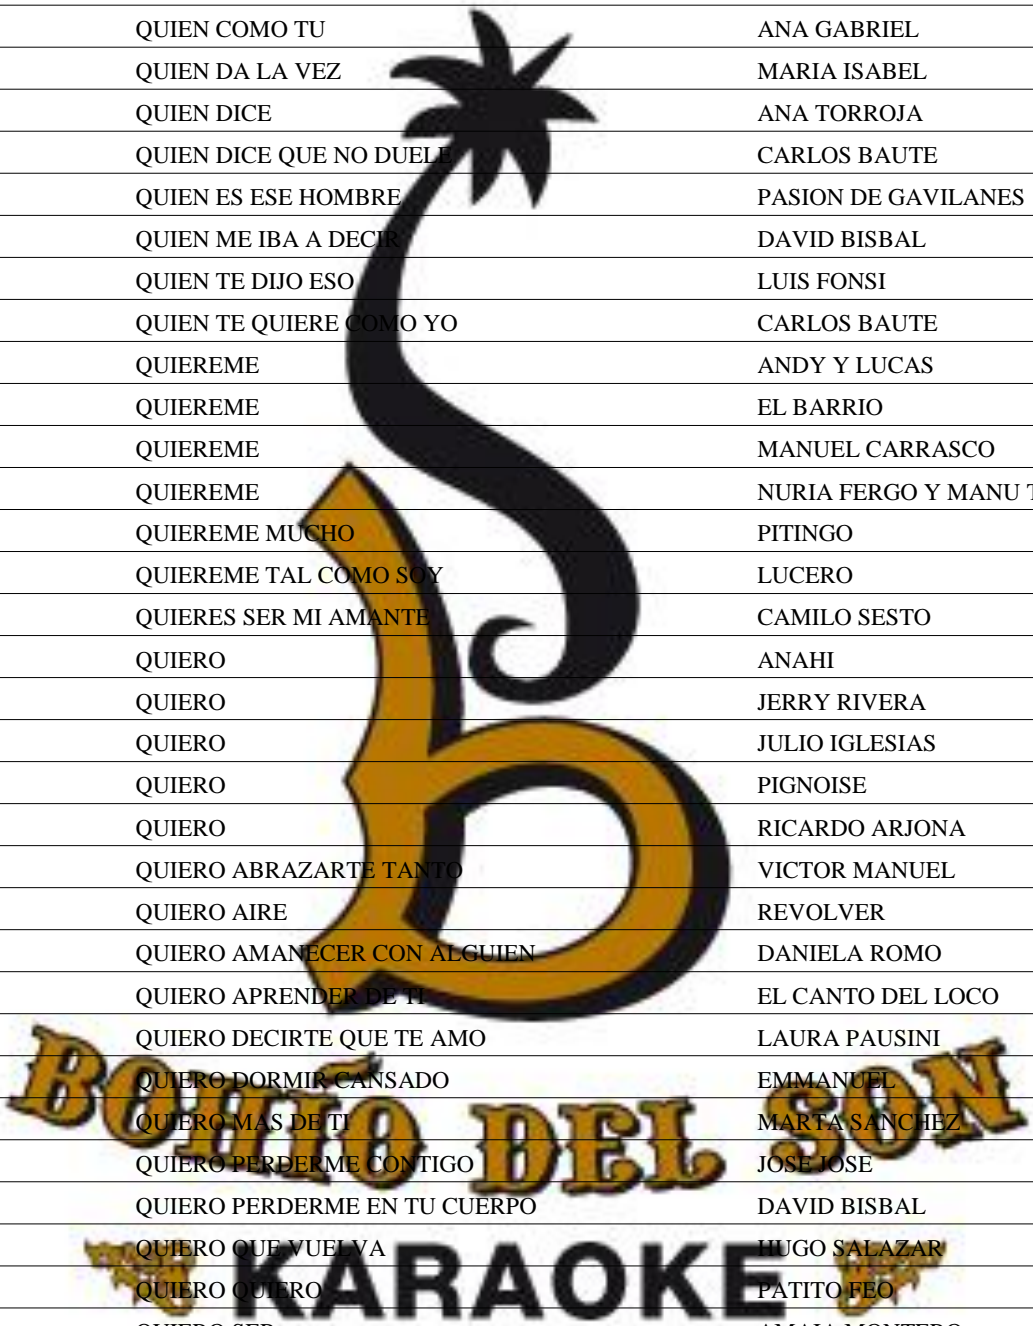 QUIEN COMO TU ANA GABRIEL
QUIEN DA LA VEZ MARIA ISABEL
QUIEN DICE ANA TORROJA
QUIEN DICE QUE NO DUELE CARLOS BAUTE
QUIEN ES ESE HOMBRE PASION DE GAVILANES
QUIEN ME IBA A DECIR DAVID BISBAL
QUIEN TE DIJO ESO LUIS FONSI
QUIEN TE QUIERE COMO YO CARLOS BAUTE
QUIEREME ANDY Y LUCAS
QUIEREME EL BARRIO
QUIEREME MANUEL CARRASCO
QUIEREME NURIA FERGO Y MANU
QUIEREME MUCHO PITINGO
QUIEREME TAL COMO SOY LUCERO
QUIERES SER MI AMANTE CAMILO SESTO
QUIERO ANAHI
QUIERO JERRY RIVERA
QUIERO JULIO IGLESIAS
QUIERO PIGNOISE
QUIERO RICARDO ARJONA
QUIERO ABRAZARTE TANTO VICTOR MANUEL
QUIERO AIRE REVOLVER
QUIERO AMANECER CON ALGUIEN DANIELA ROMO
QUIERO APRENDER DE TI EL CANTO DEL LOCO
QUIERO DECIRTE QUE TE AMO LAURA PAUSINI
QUIERO DORMIR CANSADO EMMANUEL
QUIERO MAS DE TI MARTA SANCHEZ
QUIERO PERDERME CONTIGO JOSE JOSE
QUIERO PERDERME EN TU CUERPO DAVID BISBAL
QUIERO QUE VUELVA HUGO SALAZAR
QUIERO QUIERO PATITO FEO
QUIERO SER AMAIA MONTERO
b
BOHIO DEL SON
KARAOKE